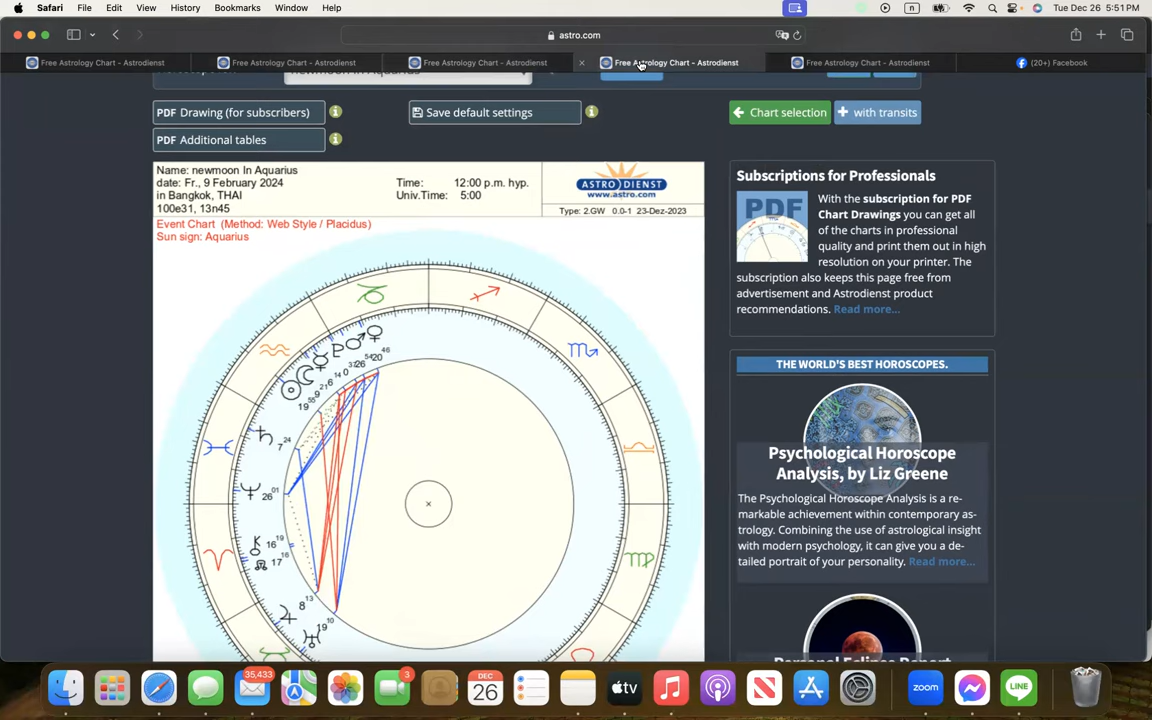 Safari File Edit View History Bookmarks Window Help Tue Dec 26 5:51 PM
astro.com
Free Astrology Chart - Astrodienst Free Astrology Chart - Astrodienst Free Astrology Chart - Astrodienst Free Astrology Chart - Astrodienst Free Astrology Chart - Astrodienst (20+) Facebook
PDF Drawing (for subscribers)
Save default settings
Chart selection
with transits
PDF Additional tables
Name: newmoon In Aquarius
date: Fr., 9 February 2024
in Bangkok, THAI
100e31, 13n45
Time: 12:00 p.m. hyp.
Univ.Time: 5:00
ASTRO DIENST
www.astro.com
Type: 2.GW 0.0-1 23-Dez-2023
Event Chart (Method: Web Style / Placidus)
Sun sign: Aquarius
Subscriptions for Professionals
PDF
With the subscription for PDF
Chart Drawings you can get all
of the charts in professional
quality and print them out in high
resolution on your printer. The
subscription also keeps this page free from
advertisement and Astrodienst product
recommendations. Read more...
THE WORLD'S BEST HOROSCOPES.
Psychological Horoscope
Analysis, by Liz Greene
The Psychological Horoscope Analysis is a re-
markable achievement within contemporary as-
trology. Combining the use of astrological insight
with modern psychology, it can give you a de-
tailed portrait of your personality. Read more...
35,433
3
DEC
26
tv
zoom
LINE